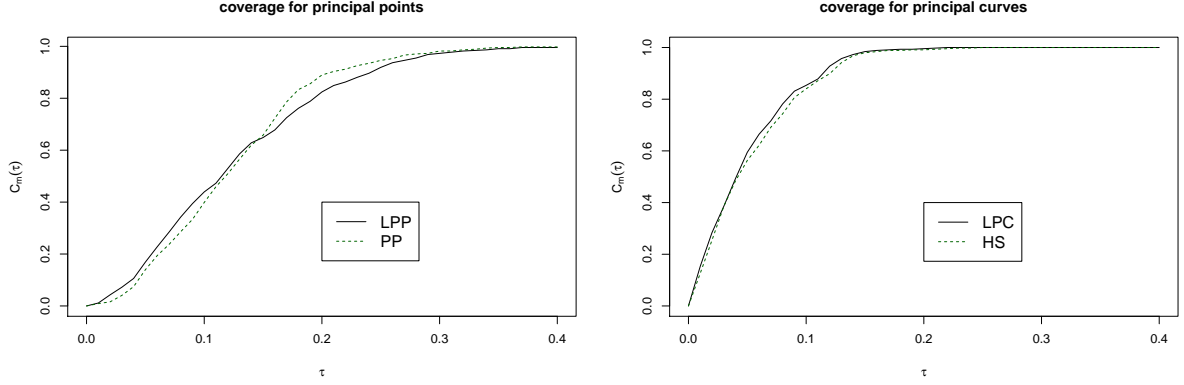 coverage for principal points
C_m(τ)
1.0
0.8
0.6
0.4
0.2
0.0
LPP
PP
0.0 0.1 0.2 0.3 0.4
τ
coverage for principal curves
C_m(τ)
1.0
0.8
0.6
0.4
0.2
0.0
LPC
HS
0.0 0.1 0.2 0.3 0.4
τ